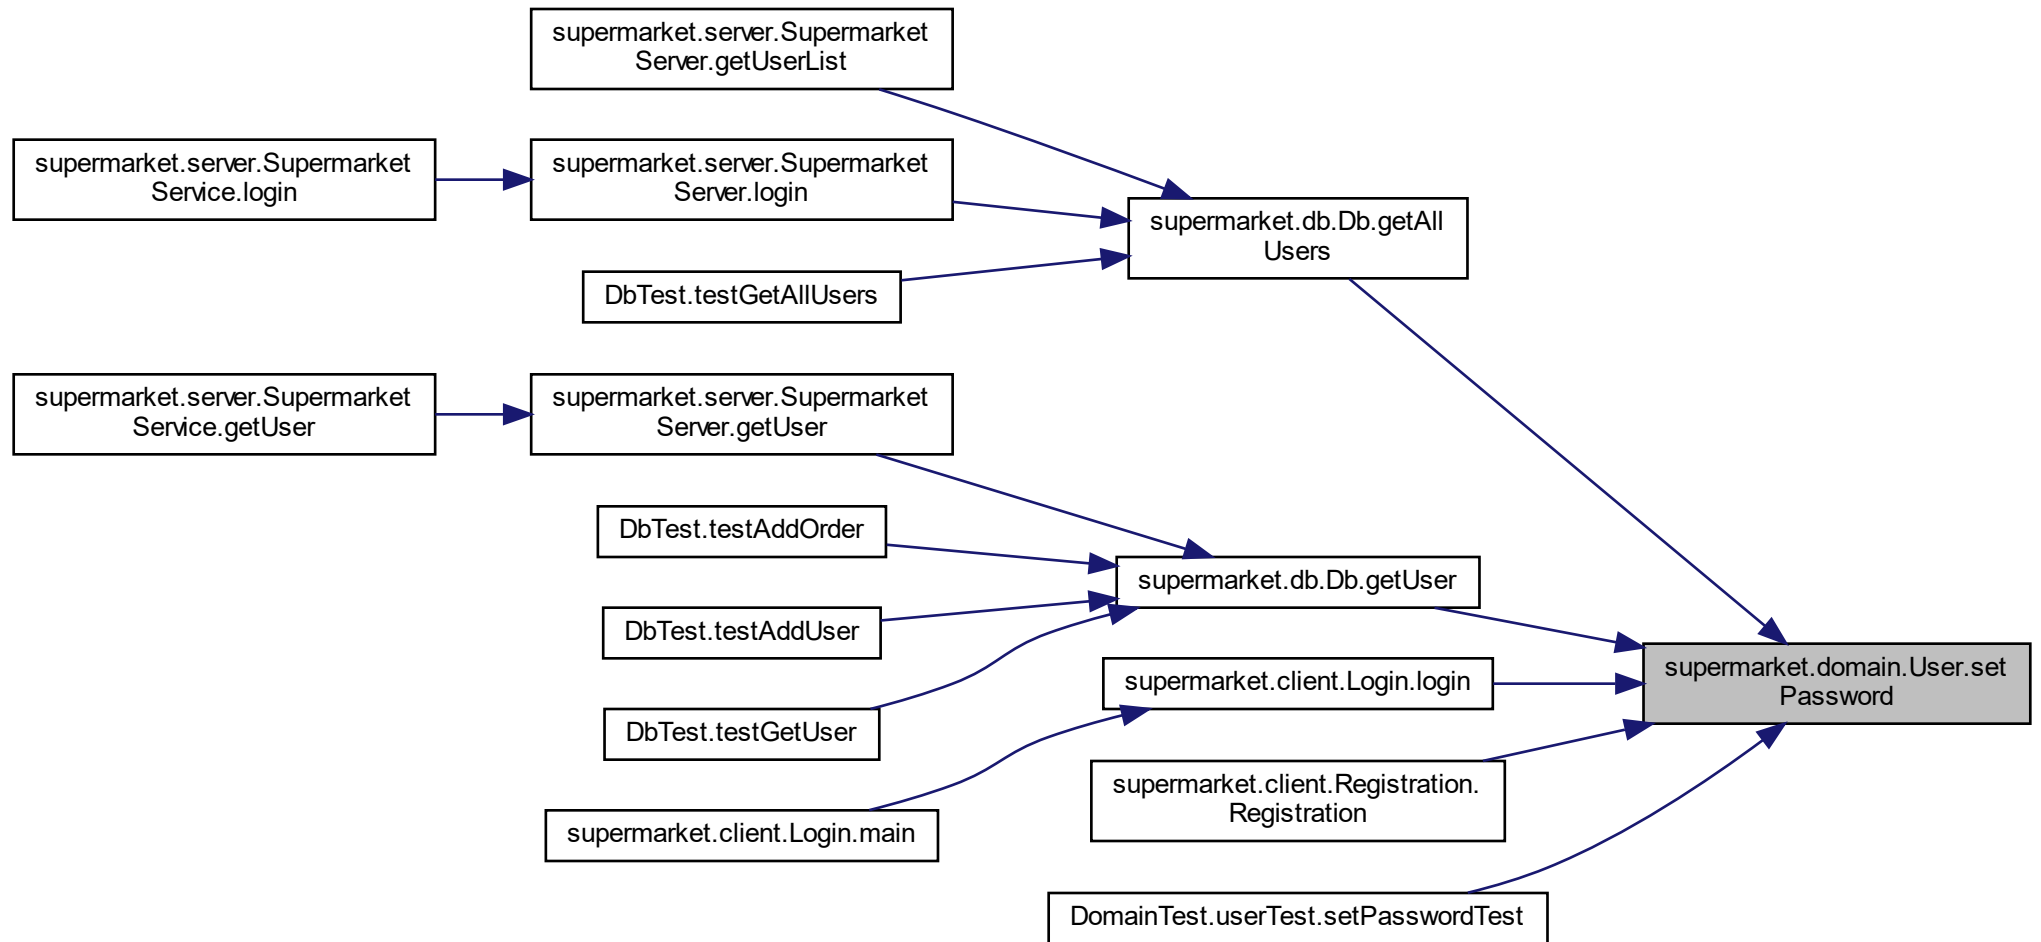 supermarket.server.Supermarket
Server.getUserList
supermarket.server.Supermarket
Service.login
supermarket.server.Supermarket
Server.login
supermarket.db.Db.getAll
Users
DbTest.testGetAllUsers
supermarket.server.Supermarket
Service.getUser
supermarket.server.Supermarket
Server.getUser
DbTest.testAddOrder
supermarket.db.Db.getUser
DbTest.testAddUser
supermarket.client.Login.login
supermarket.domain.User.set
Password
DbTest.testGetUser
supermarket.client.Registration.
Registration
supermarket.client.Login.main
DomainTest.userTest.setPasswordTest